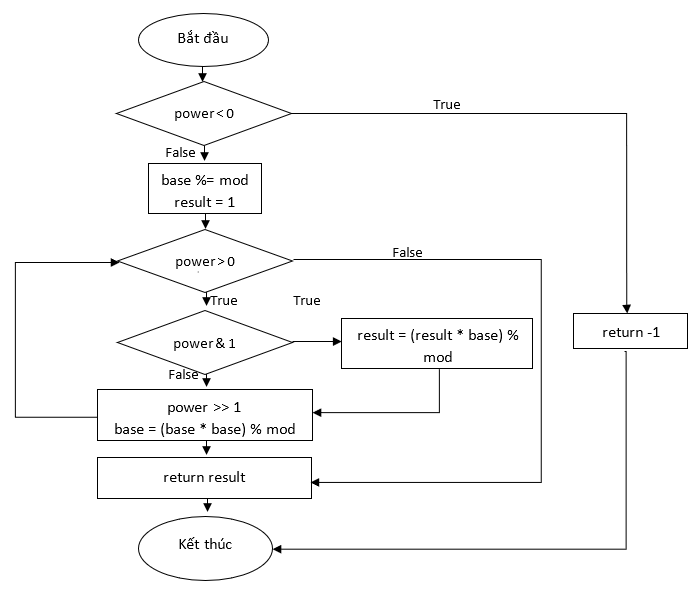 Bắt đầu
power < 0
True
False
base %= mod
result = 1
power > 0
False
True
True
power & 1
result = (result * base) %
mod
return -1
False
power >> 1
base = (base * base) % mod
return result
Kết thúc